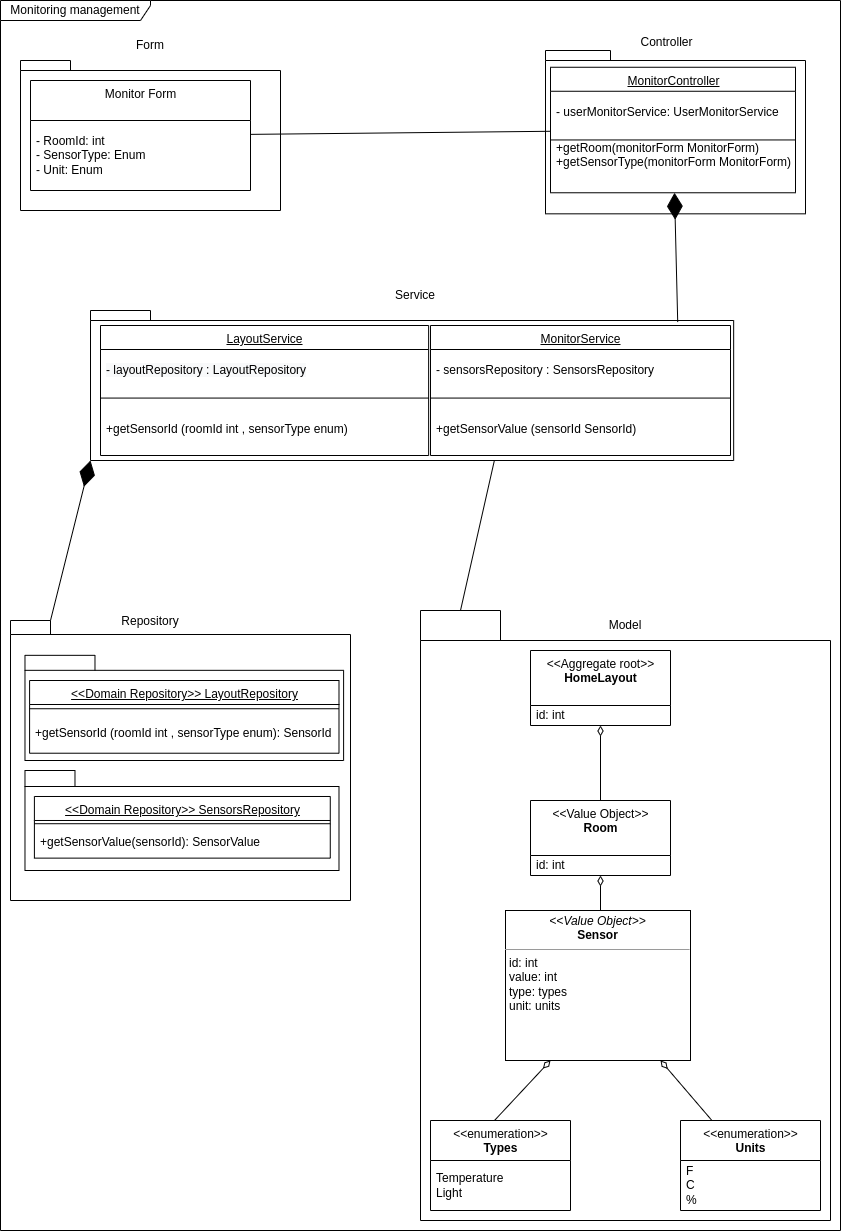 Monitoring management
Form
Controller
Monitor Form
- RoomId: int
- SensorType: Enum
- Unit: Enum
MonitorController
- userMonitorService: UserMonitorService
+getRoom(monitorForm MonitorForm)
+getSensorType(monitorForm MonitorForm)
Service
LayoutService
- layoutRepository : LayoutRepository
+getSensorId (roomId int , sensorType enum)
MonitorService
- sensorsRepository : SensorsRepository
+getSensorValue (sensorId SensorId)
Repository
<<Domain Repository>> LayoutRepository
+getSensorId (roomId int , sensorType enum): SensorId
<<Domain Repository>> SensorsRepository
+getSensorValue(sensorId): SensorValue
Model
<<Aggregate root>>
HomeLayout
id: int
<<Value Object>>
Room
id: int
<<Value Object>>
Sensor
id: int
value: int
type: types
unit: units
<<enumeration>>
Types
Temperature
Light
<<enumeration>>
Units
F
C
%